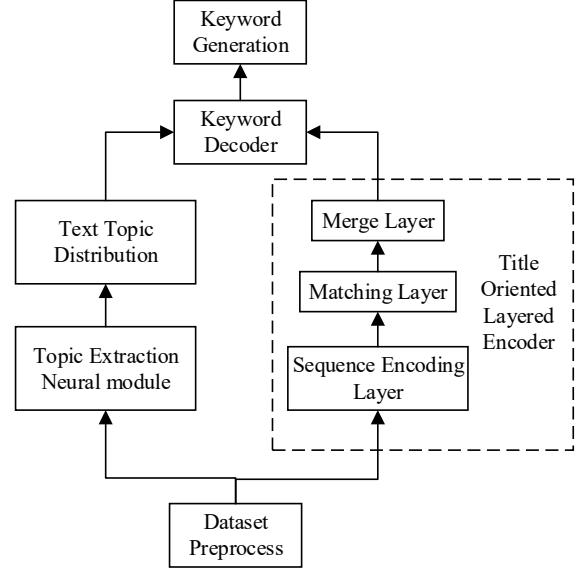 Keyword
Generation
Keyword
Decoder
Text Topic
Distribution
Topic Extraction
Neural module
Merge Layer
Matching Layer
Sequence Encoding
Layer
Title
Oriented
Layered
Encoder
Dataset
Preprocess